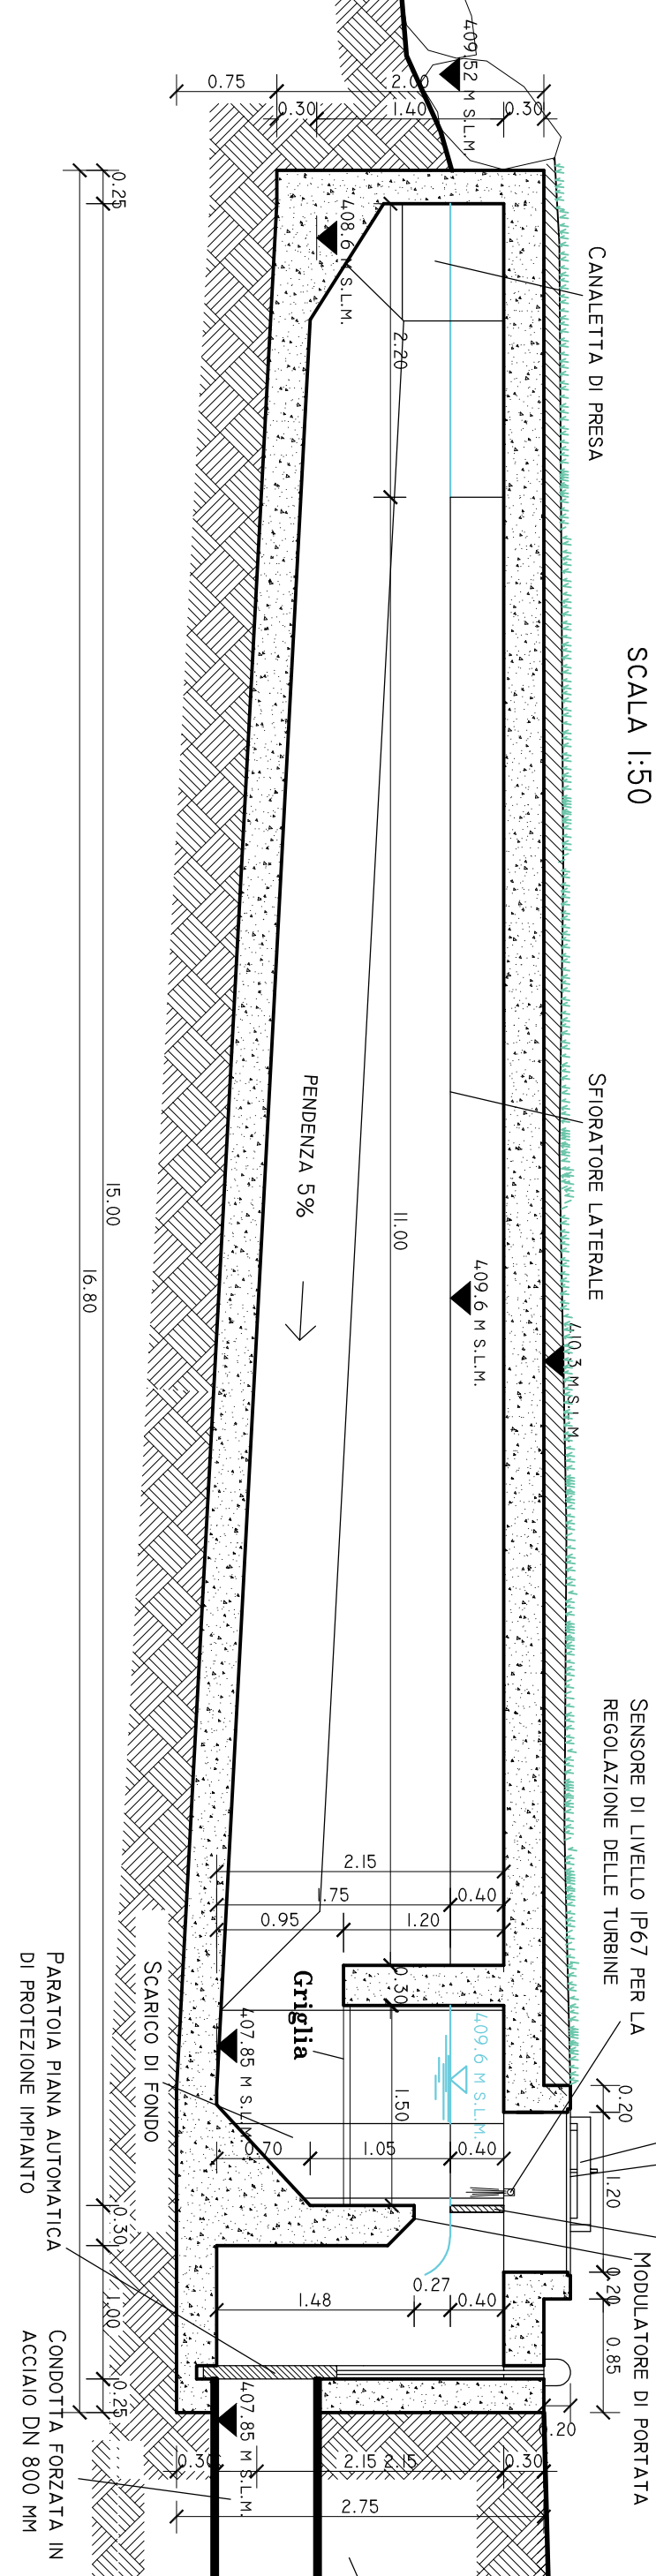 SCALA 1:50
CANALETTA DI PRESA
SFIORATORE LATERALE
SENSORE DI LIVELLO IP67 PER LA
REGOLAZIONE DELLE TURBINE
MODULATORE DI PORTATA
409.52 M S.L.M.
408.6 M S.L.M.
409.6 M S.L.M.
410.3 M S.L.M.
409.6 M S.L.M.
407.85 M S.L.M.
407.85 M S.L.M.
PENDENZA 5%
Griglia
SCARICO DI FONDO
PARATOIA PIANA AUTOMATICA
DI PROTEZIONE IMPIANTO
CONDOTTA FORZATA IN
ACCIAIO DN 800 MM
0.75
2.00
0.30
1.40
0.30
0.25
2.20
11.00
15.00
16.80
2.15
1.75
0.40
0.95
1.20
0.30
1.50
0.70
1.05
0.40
0.20
1.20
0.20
0.85
0.20
0.30
1.00
0.25
1.48
0.27
0.40
0.30
2.15
2.15
0.30
2.75